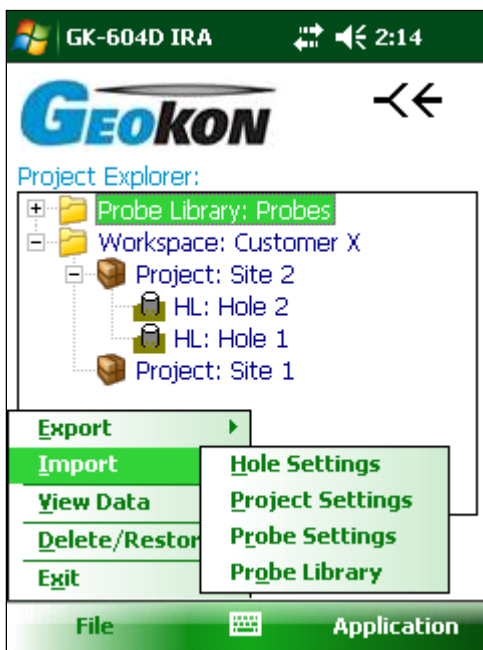 GK-604D IRA 2:14
GEOKON
Project Explorer:
Probe Library: Probes
Workspace: Customer X
Project: Site 2
HL: Hole 2
HL: Hole 1
Project: Site 1
Export
Import
View Data
Delete/Restor
Exit
Hole Settings
Project Settings
Probe Settings
Probe Library
File Application